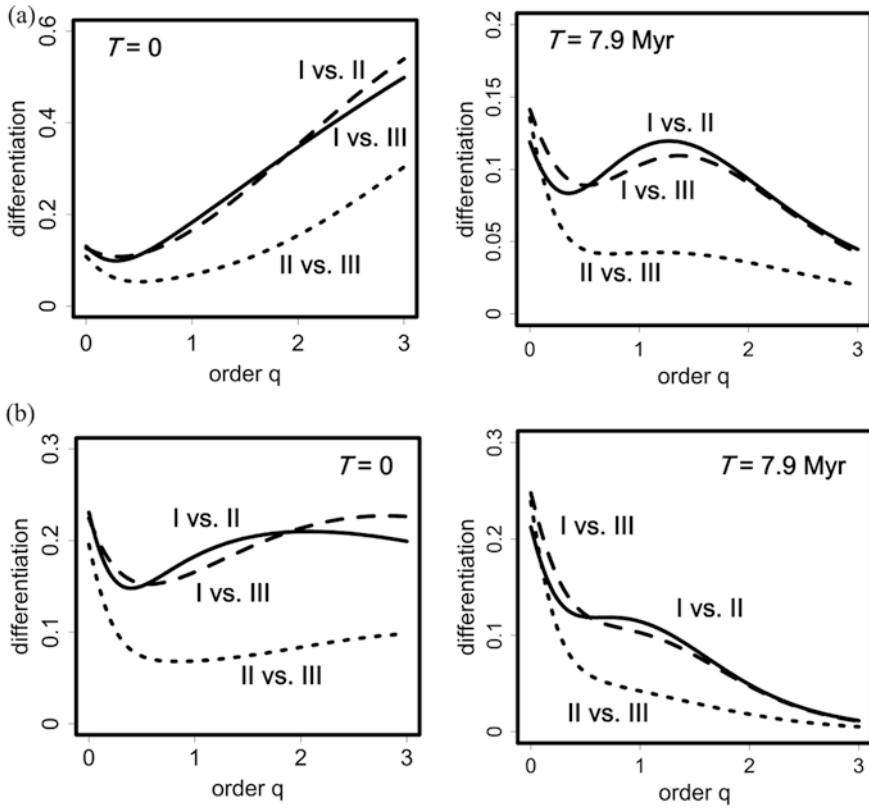 (a)
T = 0
I vs. II
I vs. III
II vs. III
differentiation
0
0.2
0.4
0.6
0
1
2
3
order q
T = 7.9 Myr
I vs. II
I vs. III
II vs. III
differentiation
0
0.05
0.1
0.15
0.2
0
1
2
3
order q
(b)
T = 0
I vs. II
I vs. III
II vs. III
differentiation
0
0.1
0.2
0.3
0
1
2
3
order q
T = 7.9 Myr
I vs. III
I vs. II
II vs. III
differentiation
0
0.1
0.2
0.3
0
1
2
3
order q